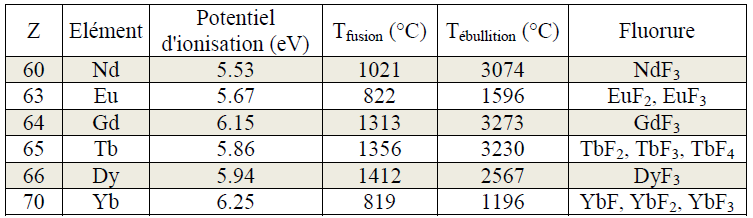 Z Elément Potentiel d'ionisation (eV) Tfusion (°C) Tébullition (°C) Fluorure
60 Nd 5.53 1021 3074 NdF3
63 Eu 5.67 822 1596 EuF2, EuF3
64 Gd 6.15 1313 3273 GdF3
65 Tb 5.86 1356 3230 TbF2, TbF3, TbF4
66 Dy 5.94 1412 2567 DyF3
70 Yb 6.25 819 1196 YbF, YbF2, YbF3